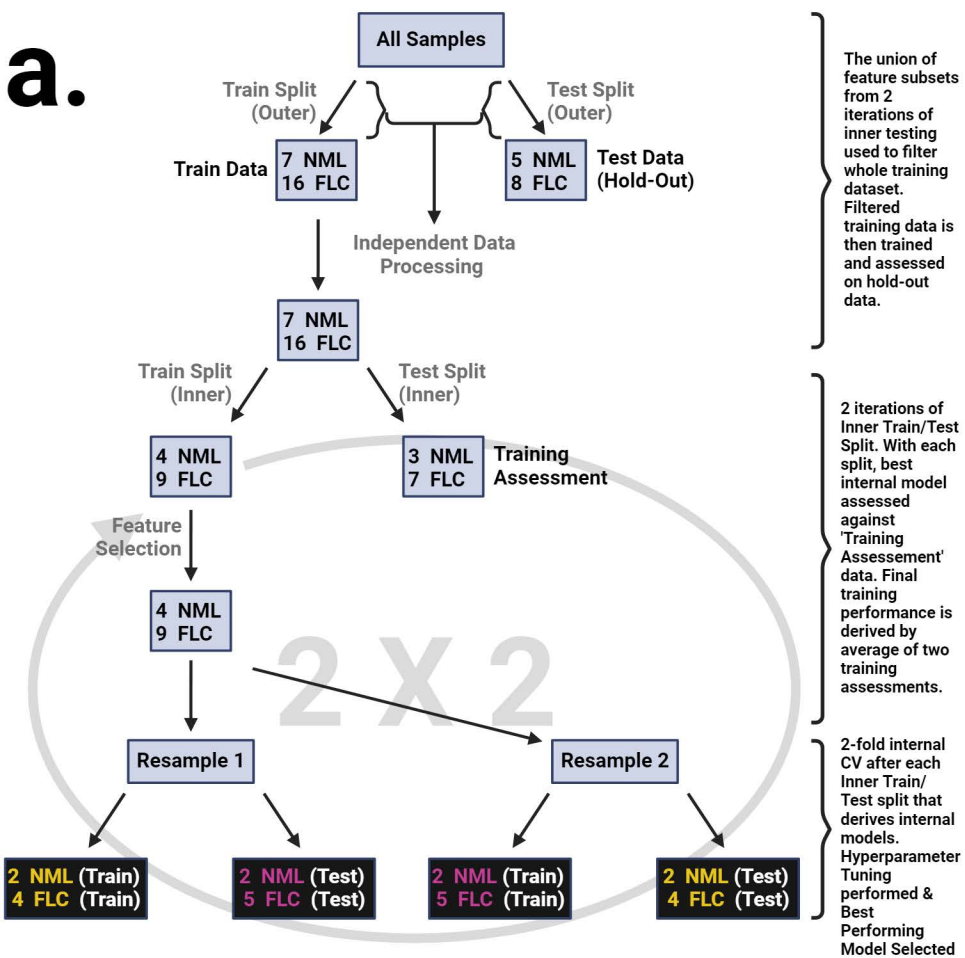 a.
All Samples
Train Split
(Outer)
Test Split
(Outer)
Train Data
7 NML
16 FLC
5 NML
8 FLC
Test Data
(Hold-Out)
Independent Data
Processing
7 NML
16 FLC
Train Split
(Inner)
Test Split
(Inner)
4 NML
9 FLC
3 NML
7 FLC
Training
Assessment
Feature
Selection
4 NML
9 FLC
2 X 2
Resample 1
Resample 2
2 NML (Train)
4 FLC (Train)
2 NML (Test)
5 FLC (Test)
2 NML (Train)
5 FLC (Train)
2 NML (Test)
4 FLC (Test)
The union of
feature subsets
from 2
iterations of
inner testing
used to filter
whole training
dataset.
Filtered
training data is
then trained
and assessed
on hold-out
data.
2 iterations of
Inner Train/Test
Split. With each
split, best
internal model
assessed
against
'Training
Assessement'
data. Final
training
performance is
derived by
average of two
training
assessments.
2-fold internal
CV after each
Inner Train/
Test split that
derives internal
models.
Hyperparameter
Tuning
performed &
Best
Performing
Model Selected